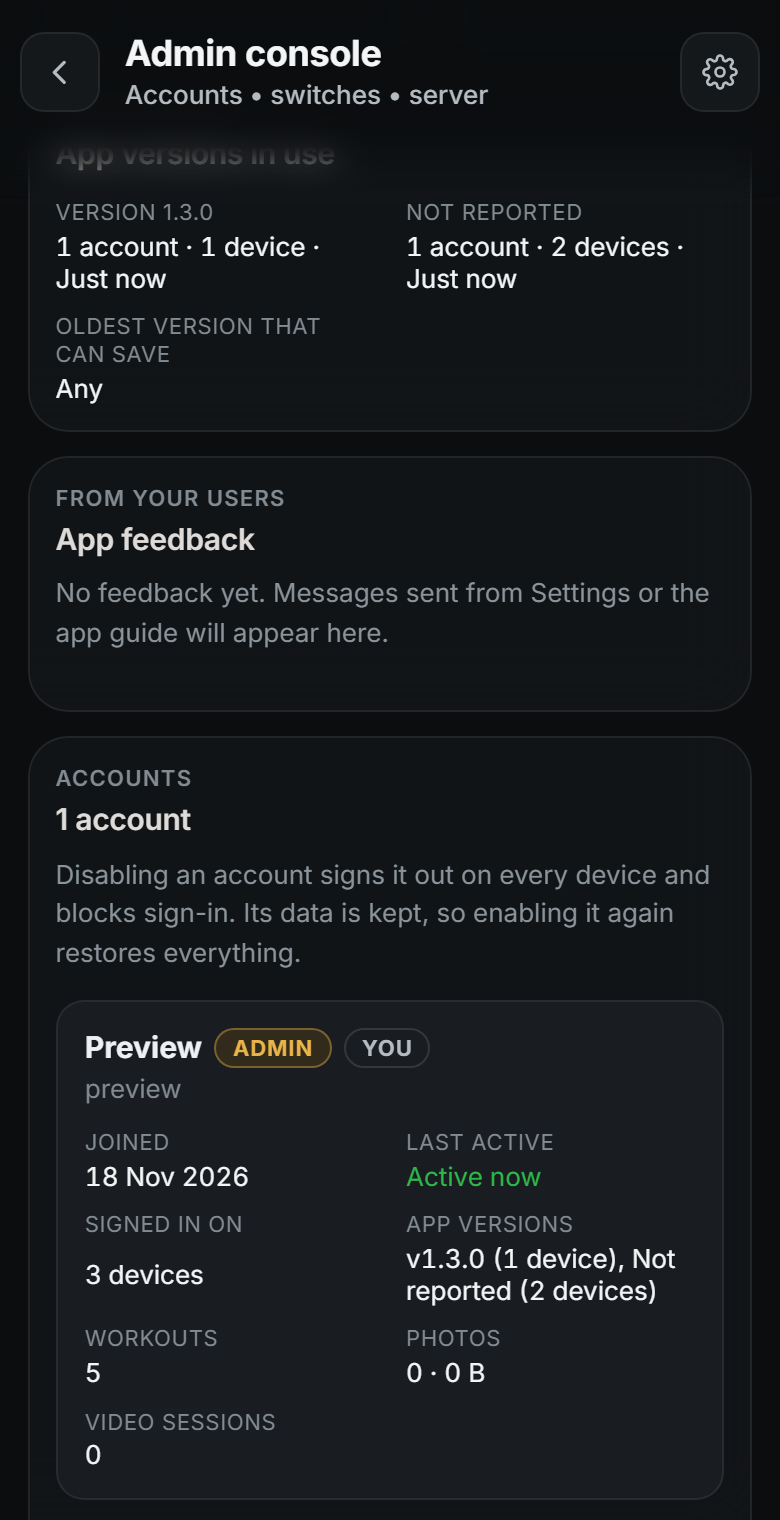 Admin console
Accounts • switches • server
App versions in use
VERSION 1.3.0
1 account · 1 device ·
Just now
NOT REPORTED
1 account · 2 devices ·
Just now
OLDEST VERSION THAT
CAN SAVE
Any
FROM YOUR USERS
App feedback
No feedback yet. Messages sent from Settings or the
app guide will appear here.
ACCOUNTS
1 account
Disabling an account signs it out on every device and
blocks sign-in. Its data is kept, so enabling it again
restores everything.
Preview ADMIN YOU
preview
JOINED
18 Nov 2026
LAST ACTIVE
Active now
SIGNED IN ON
3 devices
APP VERSIONS
v1.3.0 (1 device), Not
reported (2 devices)
WORKOUTS
5
PHOTOS
0 · 0 B
VIDEO SESSIONS
0